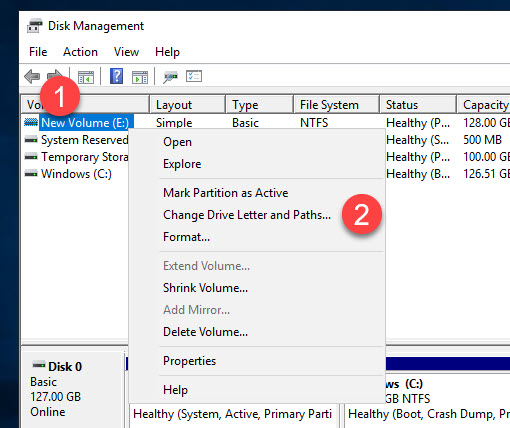 Disk Management
File Action View Help
1
Vo Layout Type File System Status Capacity
New Volume (E:) Simple Basic NTFS Healthy (P... 128.00 GB
System Reserved Healthy (S... 500 MB
Temporary Stora Healthy (P... 100.00 GB
Windows (C:) Healthy (B... 126.51 GB
Open
Explore
Mark Partition as Active
Change Drive Letter and Paths...
2
Format...
Extend Volume...
Shrink Volume...
Add Mirror...
Delete Volume...
Properties
Help
Disk 0
Basic
127.00 GB
Online
ws (C:)
GB NTFS
Healthy (System, Active, Primary Parti
Healthy (Boot, Crash Dump, Pr